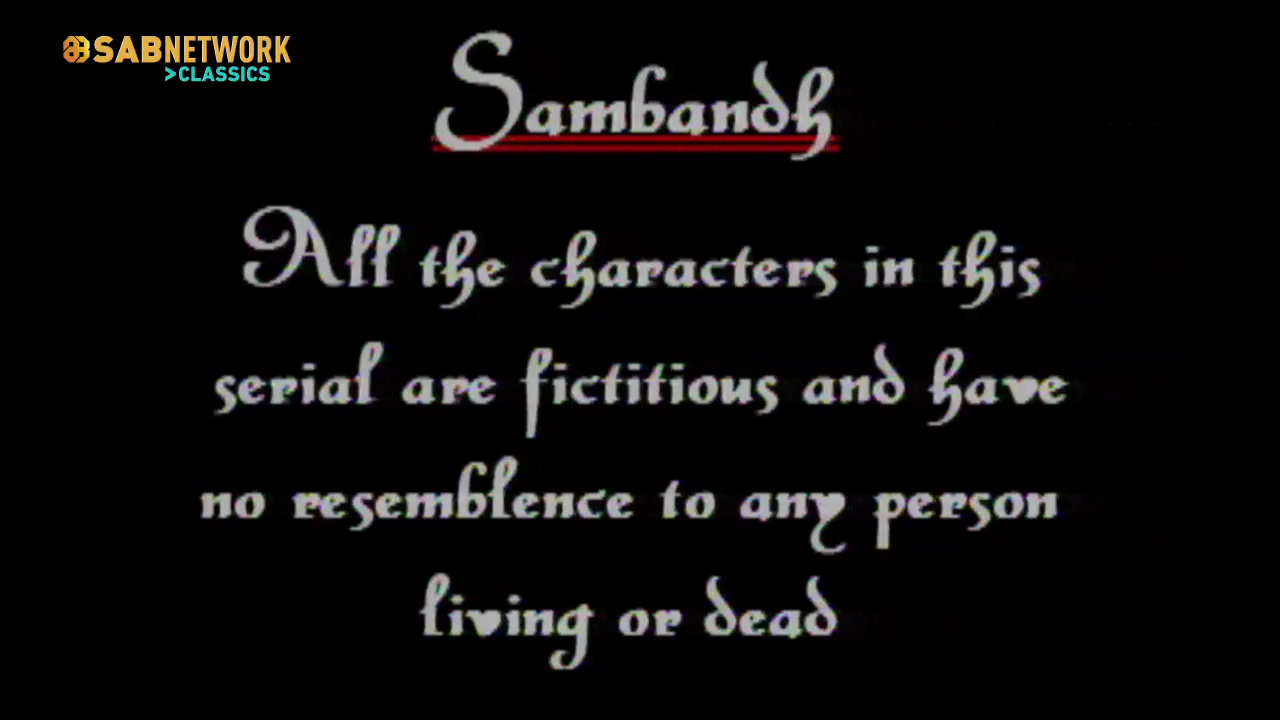 SABNETWORK
>CLASSICS
Sambandh
All the characters in this
serial are fictitious and have
no resemblence to any person
living or dead